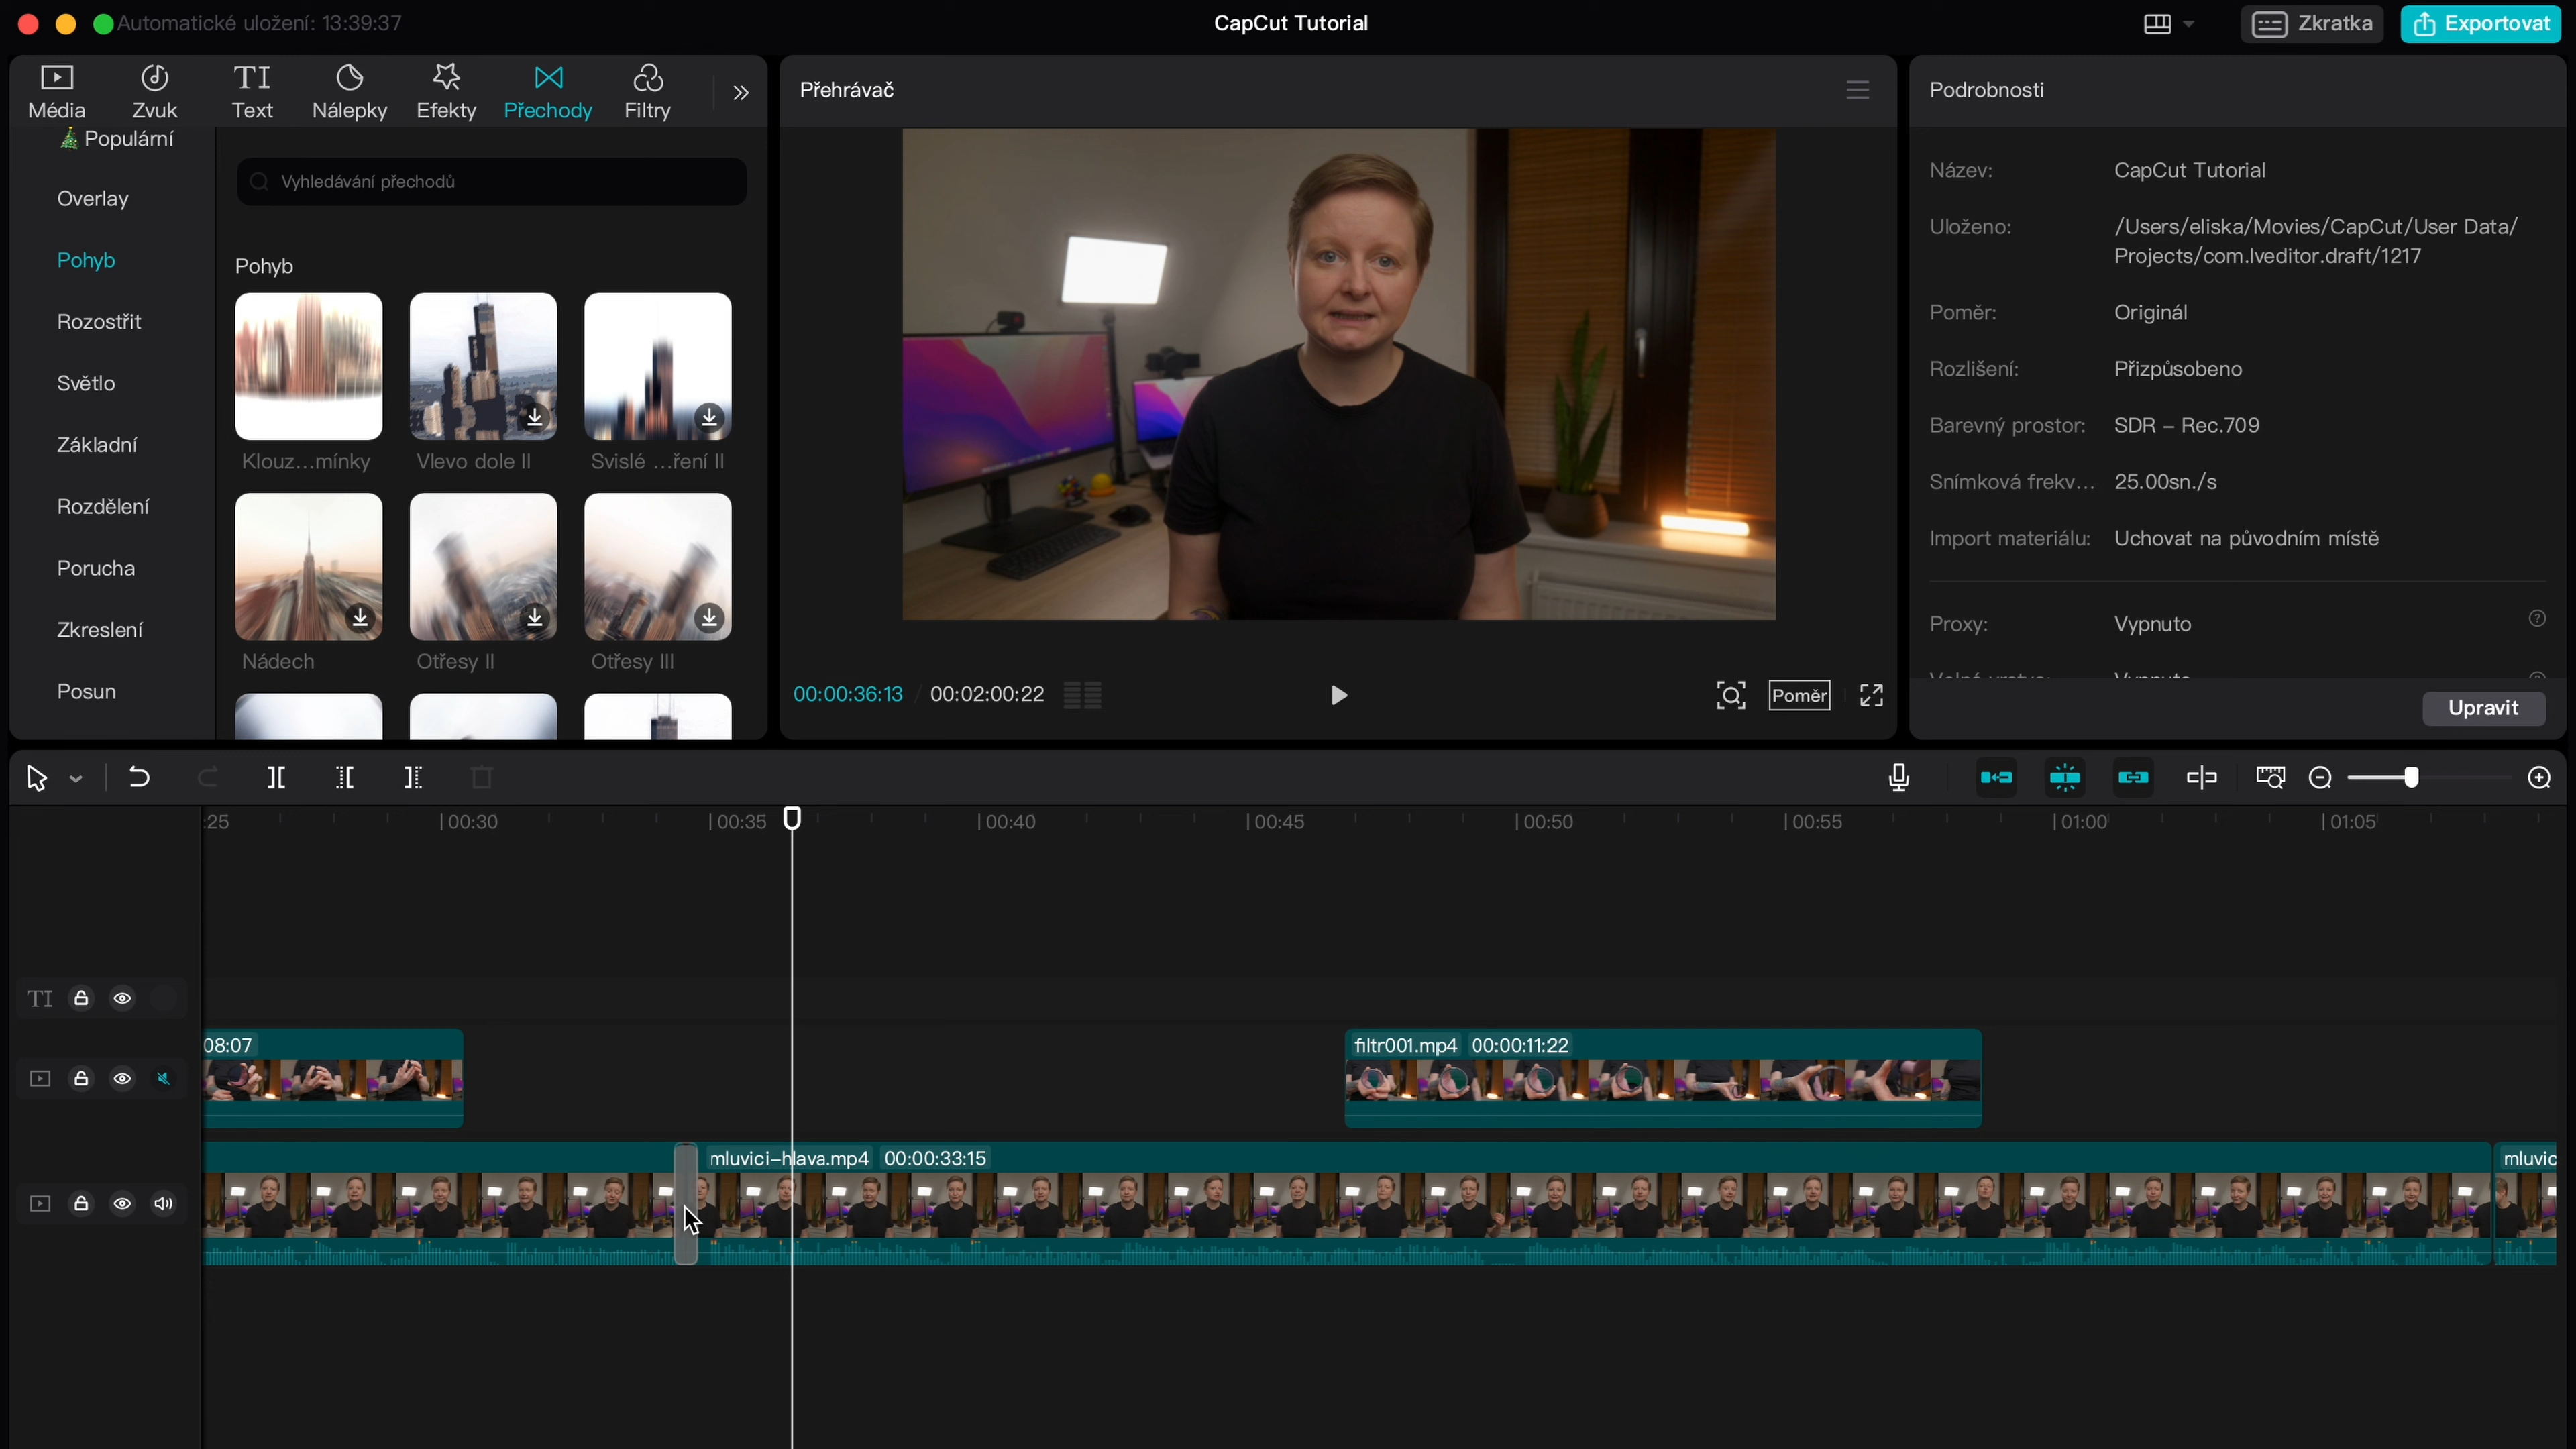 Automatické uložení: 13:39:37
CapCut Tutorial
Zkratka
Exportovat
Média
Zvuk
Text
Nálepky
Efekty
Přechody
Filtry
Populární
Overlay
Pohyb
Rozostřit
Světlo
Základní
Rozdělení
Porucha
Zkreslení
Posun
Vyhledávání přechodů
Pohyb
Klouz...mínky
Vlevo dole II
Svislé ...ření II
Nádech
Otřesy II
Otřesy III
Přehrávač
00:00:36:13 / 00:02:00:22
Poměr
Podrobnosti
Název: CapCut Tutorial
Uloženo: /Users/eliska/Movies/CapCut/User Data/
Projects/com.lveditor.draft/1217
Poměr: Originál
Rozlišení: Přizpůsobeno
Barevný prostor: SDR – Rec.709
Snímková frekv... 25.00sn./s
Import materiálu: Uchovat na původním místě
Proxy: Vypnuto
Upravit
:25
00:30
00:35
00:40
00:45
00:50
00:55
01:00
01:05
TI
08:07
filtr001.mp4 00:00:11:22
mluvici-hlava.mp4 00:00:33:15
mluvic